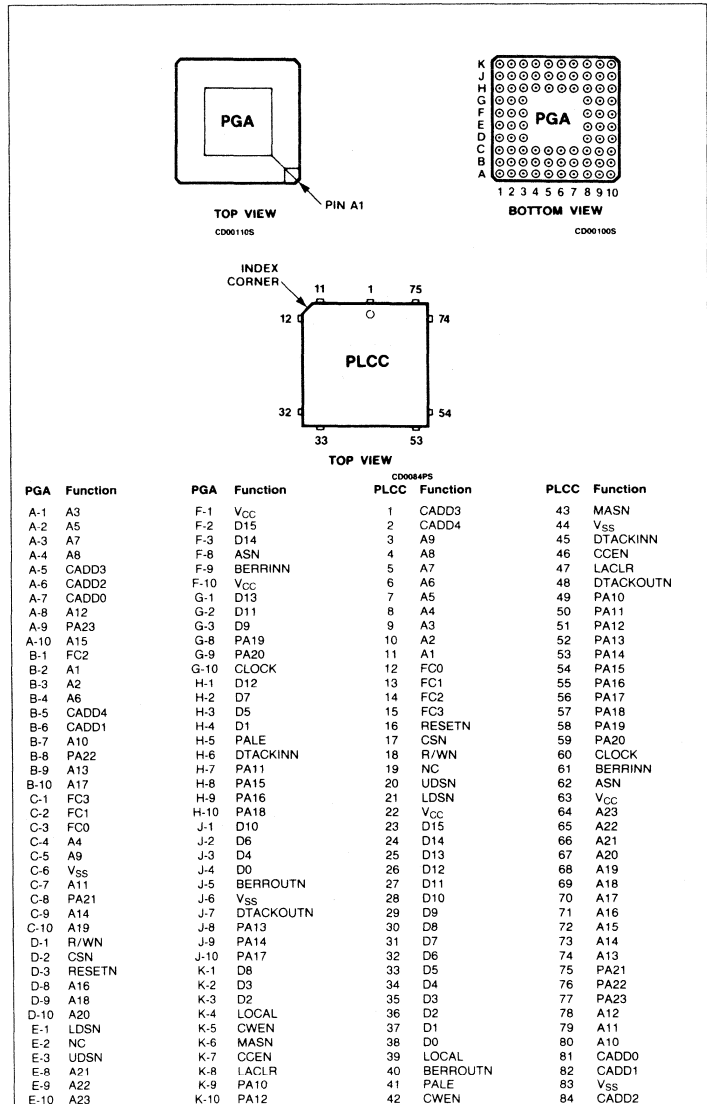 PGA
PIN A1
TOP VIEW
CD00110S
K
J
H
G
F
E
D
C
B
A
PGA
1 2 3 4 5 6 7 8 9 10
BOTTOM VIEW
CD00100S
INDEX
CORNER
11 1 75
12 74
PLCC
32 54
33 53
TOP VIEW
CD0084PS
PGA Function PGA Function PLCC Function PLCC Function
A-1 A3 F-1 VCC 1 CADD3 43 MASN
A-2 A5 F-2 D15 2 CADD4 44 VSS
A-3 A7 F-3 D14 3 A9 45 DTACKINN
A-4 A8 F-8 ASN 4 A8 46 CCEN
A-5 CADD3 F-9 BERRINN 5 A7 47 LACLR
A-6 CADD2 F-10 VCC 6 A6 48 DTACKOUTN
A-7 CADD0 G-1 D13 7 A5 49 PA10
A-8 A12 G-2 D11 8 A4 50 PA11
A-9 PA23 G-3 D9 9 A3 51 PA12
A-10 A15 G-8 PA19 10 A2 52 PA13
B-1 FC2 G-9 PA20 11 A1 53 PA14
B-2 A1 G-10 CLOCK 12 FC0 54 PA15
B-3 A2 H-1 D12 13 FC1 55 PA16
B-4 A6 H-2 D7 14 FC2 56 PA17
B-5 CADD4 H-3 D5 15 FC3 57 PA18
B-6 CADD1 H-4 D1 16 RESETN 58 PA19
B-7 A10 H-5 PALE 17 CSN 59 PA20
B-8 PA22 H-6 DTACKINN 18 R/WN 60 CLOCK
B-9 A13 H-7 PA11 19 NC 61 BERRINN
B-10 A17 H-8 PA15 20 UDSN 62 ASN
C-1 FC3 H-9 PA16 21 LDSN 63 VCC
C-2 FC1 H-10 PA18 22 VCC 64 A23
C-3 FC0 J-1 D10 23 D15 65 A22
C-4 A4 J-2 D6 24 D14 66 A21
C-5 A9 J-3 D4 25 D13 67 A20
C-6 VSS J-4 D0 26 D12 68 A19
C-7 A11 J-5 BERROUTN 27 D11 69 A18
C-8 PA21 J-6 VSS 28 D10 70 A17
C-9 A14 J-7 DTACKOUTN 29 D9 71 A16
C-10 A19 J-8 PA13 30 D8 72 A15
D-1 R/WN J-9 PA14 31 D7 73 A14
D-2 CSN J-10 PA17 32 D6 74 A13
D-3 RESETN K-1 D8 33 D5 75 PA21
D-8 A16 K-2 D3 34 D4 76 PA22
D-9 A18 K-3 D2 35 D3 77 PA23
D-10 A20 K-4 LOCAL 36 D2 78 A12
E-1 LDSN K-5 CWEN 37 D1 79 A11
E-2 NC K-6 MASN 38 D0 80 A10
E-3 UDSN K-7 CCEN 39 LOCAL 81 CADD0
E-8 A21 K-8 LACLR 40 BERROUTN 82 CADD1
E-9 A22 K-9 PA10 41 PALE 83 VSS
E-10 A23 K-10 PA12 42 CWEN 84 CADD2